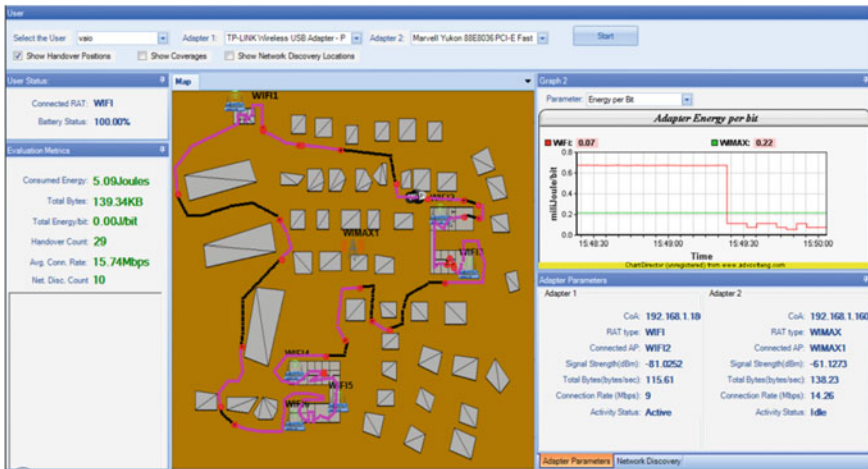 User
Select the User vaio Adapter 1: TP-LINK Wireless USB Adapter - P Adapter 2: Marvell Yukon 88E8036 PCI-E Fast Start
Show Handover Positions Show Coverages Show Network Discovery Locations
User Status:
Connected RAT: WIFI
Battery Status: 100.00%
Evaluation Metrics
Consumed Energy: 5.09Joules
Total Bytes: 139.34KB
Total Energy/bit: 0.00J/bit
Handover Count: 29
Avg. Conn. Rate: 15.74Mbps
Net. Disc. Count 10
Map
WIFI1
WIFI3
WIMAX1
WIFI4
WIFI5
Graph 2
Parameter: Energy per Bit
Adapter Energy per bit
WiFi: 0.07 WIMAX: 0.22
miliJoule/bit
0.8
0.6
0.4
0.2
0.0
15:48:30 15:49:00 15:49:30 15:50:00
Time
ChartDirector (unregistered) from www.advsofteng.com
Adapter Parameters
Adapter 1 Adapter 2
CoA: 192.168.1.18 CoA: 192.168.1.160
RAT type: WIFI RAT type: WIMAX
Connected AP: WIFI2 Connected AP: WIMAX1
Signal Strength(dBm) -81.0252 Signal Strength(dBm) -61.1273
Total Bytes(bytes/sec) 115.61 Total Bytes(bytes/sec) 138.23
Connection Rate (Mbps) 9 Connection Rate (Mbps) 14.26
Activity Status: Active Activity Status: Idle
Adapter Parameters Network Discovery